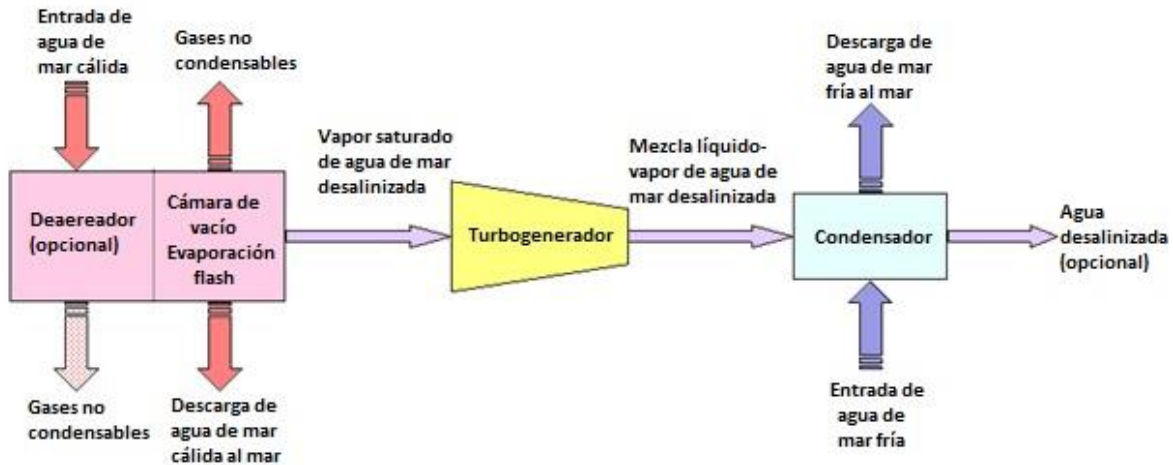 Entrada de
agua de
mar cálida
Gases no
condensables
Descarga de
agua de mar
fría al mar
Vapor saturado
de agua de mar
desalinizada
Mezcla líquido-
vapor de agua de
mar desalinizada
Deaereador
(opcional)
Cámara de
vacío
Evaporación
flash
Turbogenerador
Condensador
Agua
desalinizada
(opcional)
Gases no
condensables
Descarga de
agua de mar
cálida al mar
Entrada de
agua de
mar fría